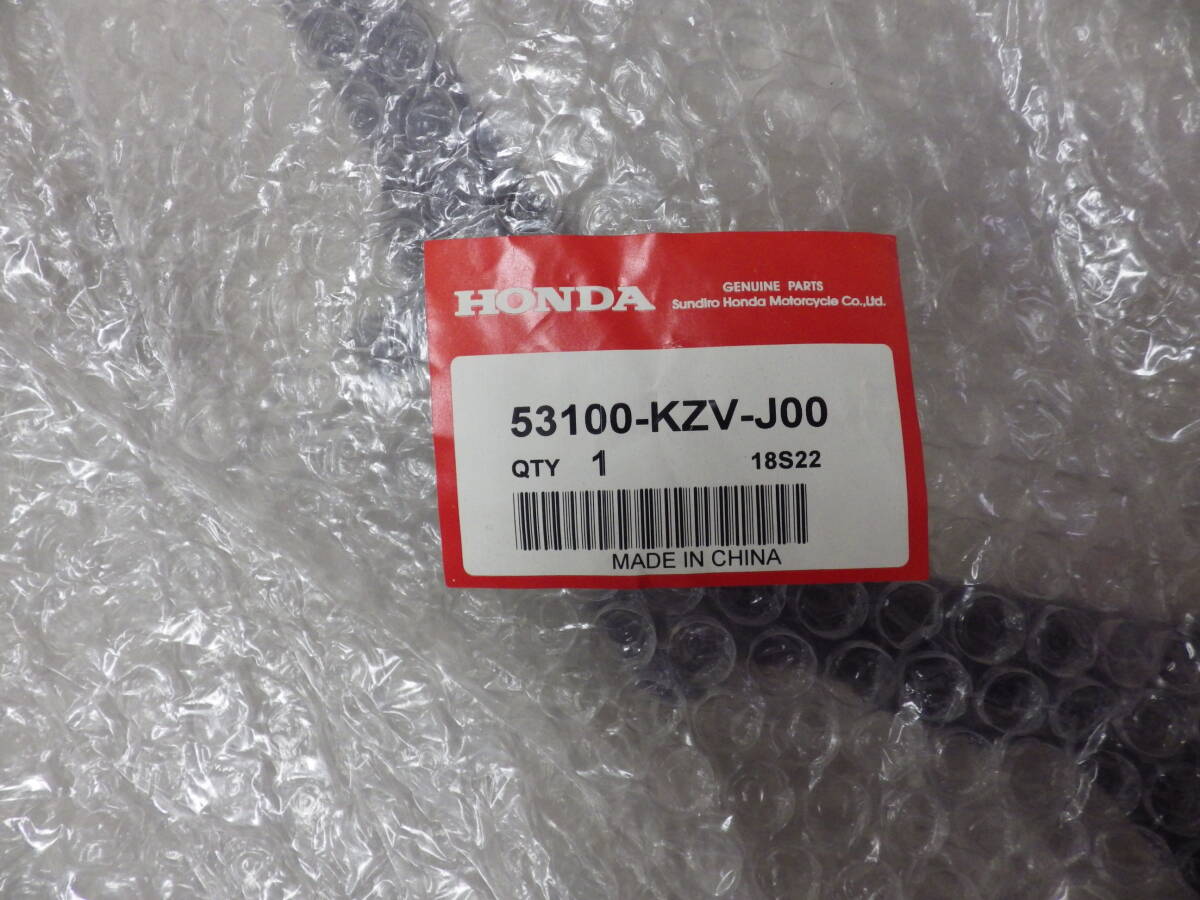 HONDA
GENUINE PARTS
Sundiro Honda Motorcycle Co.,Ltd.
53100-KZV-J00
QTY 1 18S22
MADE IN CHINA